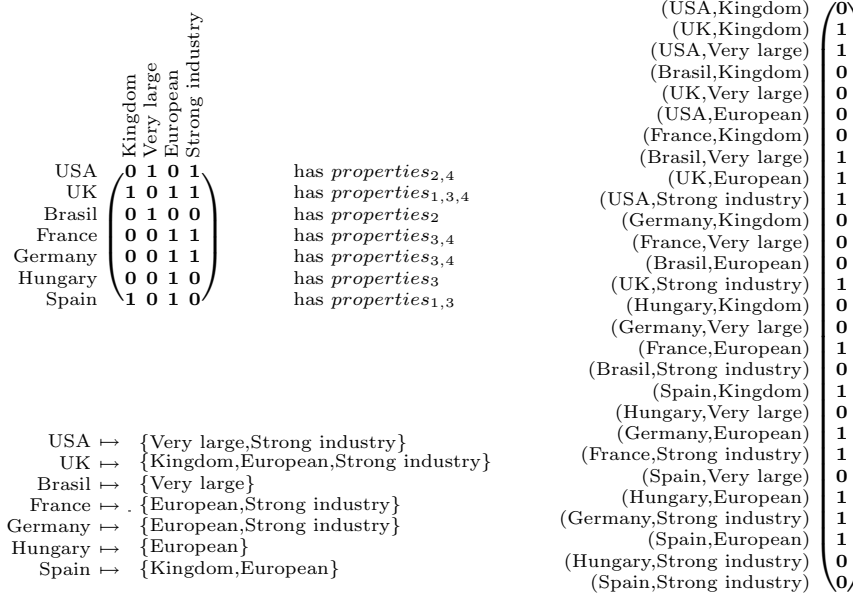 Kingdom
Very large
European
Strong industry
USA 0 1 0 1 has properties2,4
UK 1 0 1 1 has properties1,3,4
Brasil 0 1 0 0 has properties2
France 0 0 1 1 has properties3,4
Germany 0 0 1 1 has properties3,4
Hungary 0 0 1 0 has properties3
Spain 1 0 1 0 has properties1,3
USA ↦ {Very large,Strong industry}
UK ↦ {Kingdom,European,Strong industry}
Brasil ↦ {Very large}
France ↦ . {European,Strong industry}
Germany ↦ {European,Strong industry}
Hungary ↦ {European}
Spain ↦ {Kingdom,European}
(USA,Kingdom) 0
(UK,Kingdom) 1
(USA,Very large) 1
(Brasil,Kingdom) 0
(UK,Very large) 0
(USA,European) 0
(France,Kingdom) 0
(Brasil,Very large) 1
(UK,European) 1
(USA,Strong industry) 1
(Germany,Kingdom) 0
(France,Very large) 0
(Brasil,European) 0
(UK,Strong industry) 1
(Hungary,Kingdom) 0
(Germany,Very large) 0
(France,European) 1
(Brasil,Strong industry) 0
(Spain,Kingdom) 1
(Hungary,Very large) 0
(Germany,European) 1
(France,Strong industry) 1
(Spain,Very large) 0
(Hungary,European) 1
(Germany,Strong industry) 1
(Spain,European) 1
(Hungary,Strong industry) 0
(Spain,Strong industry) 0